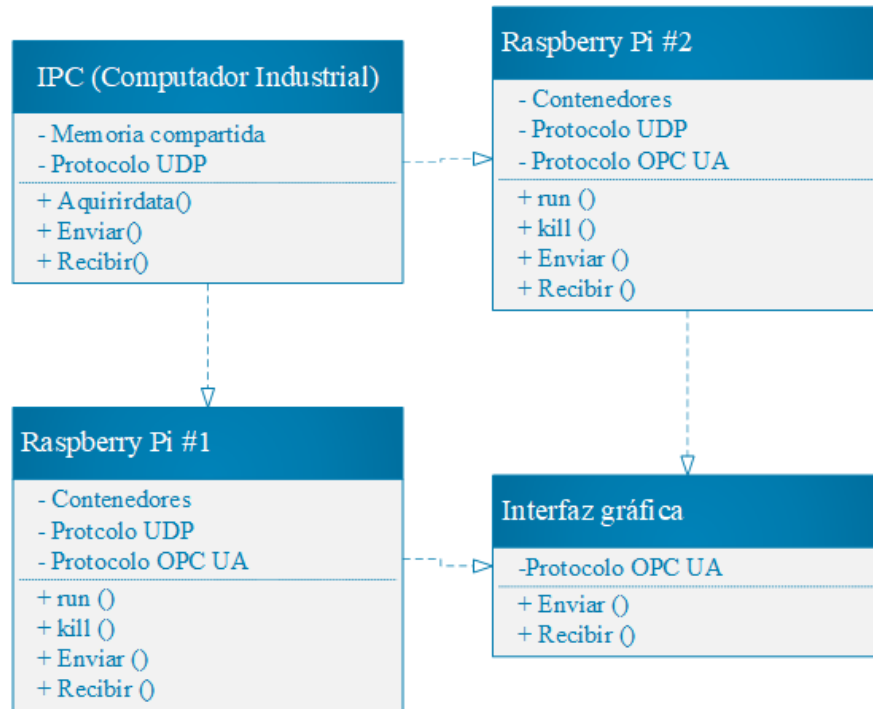 IPC (Computador Industrial)
- Memoria compartida
- Protocolo UDP
+ Aquirirdata()
+ Enviar()
+ Recibir()
Raspberry Pi #2
- Contenedores
- Protocolo UDP
- Protocolo OPC UA
+ run ()
+ kill ()
+ Enviar ()
+ Recibir ()
Raspberry Pi #1
- Contenedores
- Protcolo UDP
- Protocolo OPC UA
+ run ()
+ kill ()
+ Enviar ()
+ Recibir ()
Interfaz gráfica
-Protocolo OPC UA
+ Enviar ()
+ Recibir ()